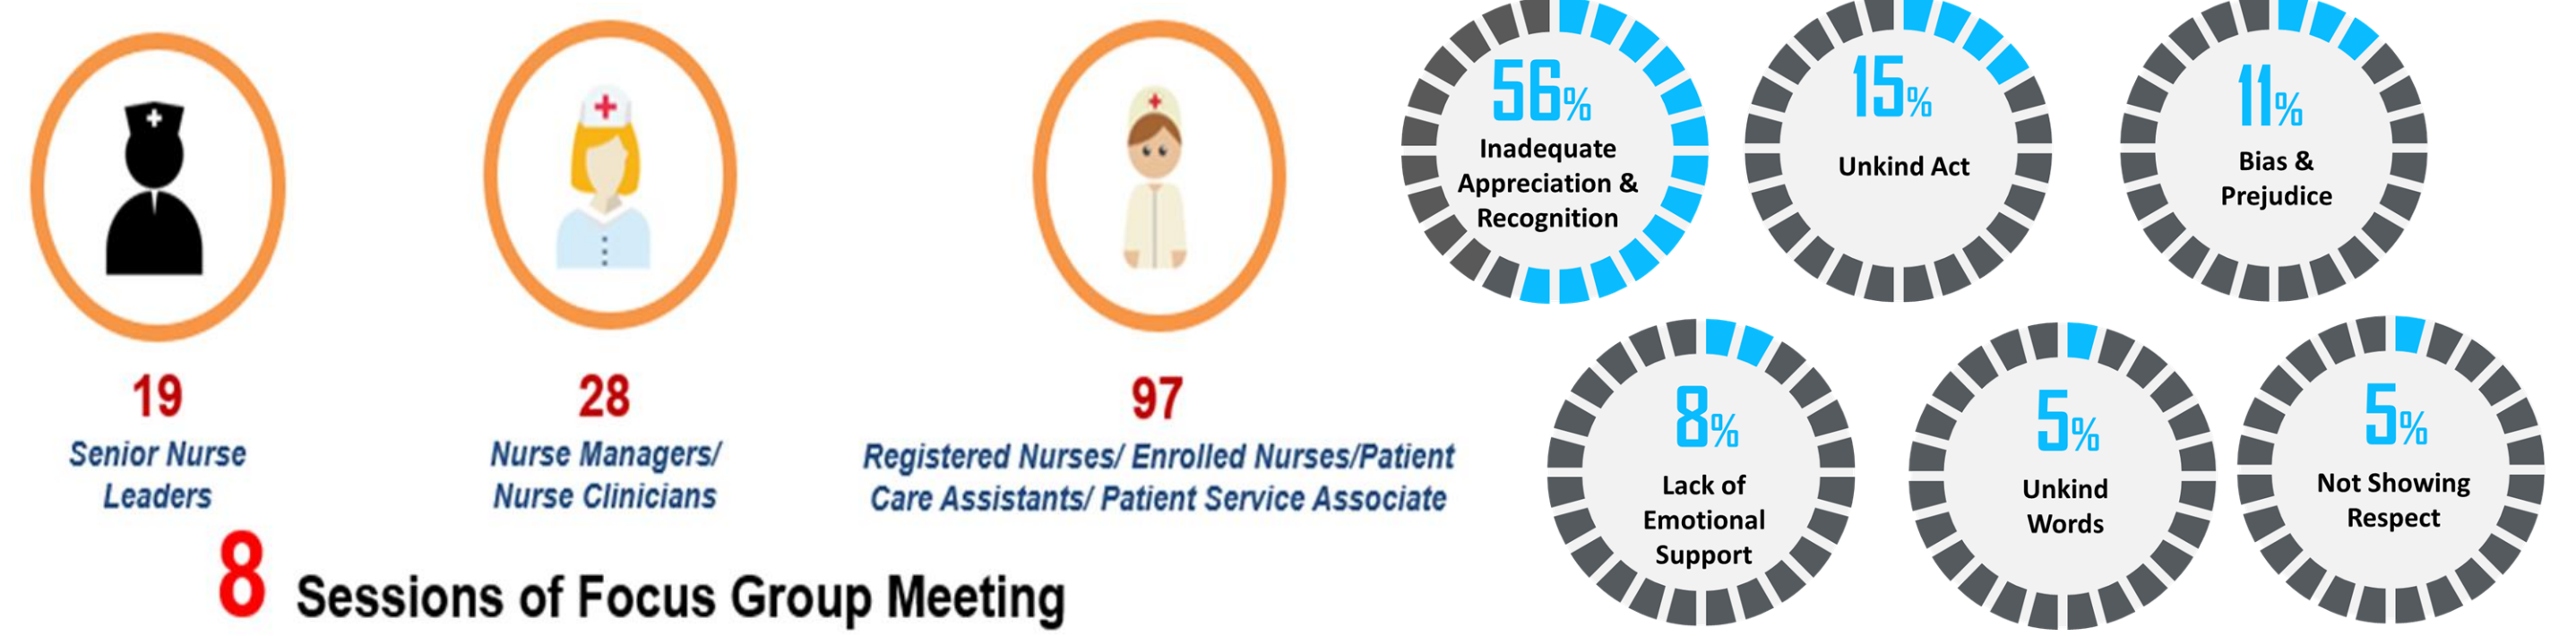 19
Senior Nurse
Leaders
28
Nurse Managers/
Nurse Clinicians
97
Registered Nurses/ Enrolled Nurses/Patient
Care Assistants/ Patient Service Associate
8 Sessions of Focus Group Meeting
56%
Inadequate
Appreciation &
Recognition
15%
Unkind Act
11%
Bias &
Prejudice
8%
Lack of
Emotional
Support
5%
Unkind
Words
5%
Not Showing
Respect